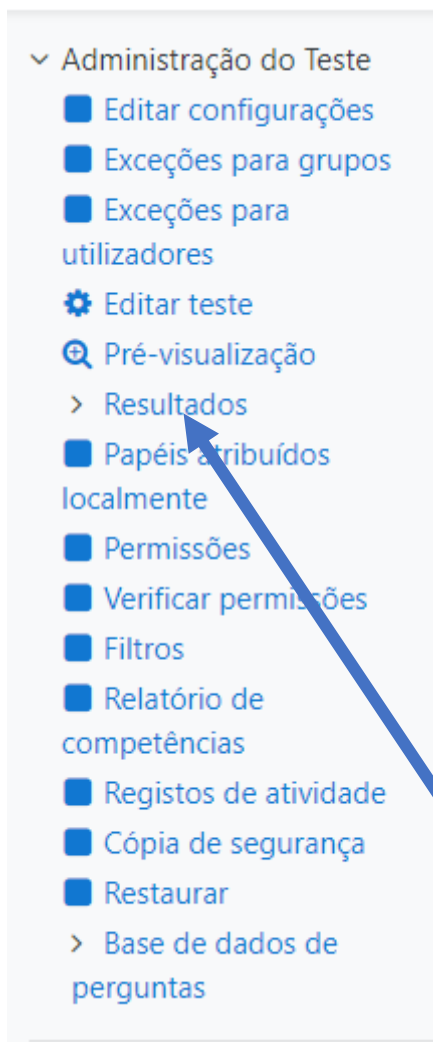 Administração do Teste
Editar configurações
Exceções para grupos
Exceções para
utilizadores
Editar teste
Pré-visualização
Resultados
Papéis atribuídos
localmente
Permissões
Verificar permissões
Filtros
Relatório de
competências
Registos de atividade
Cópia de segurança
Restaurar
Base de dados de
perguntas